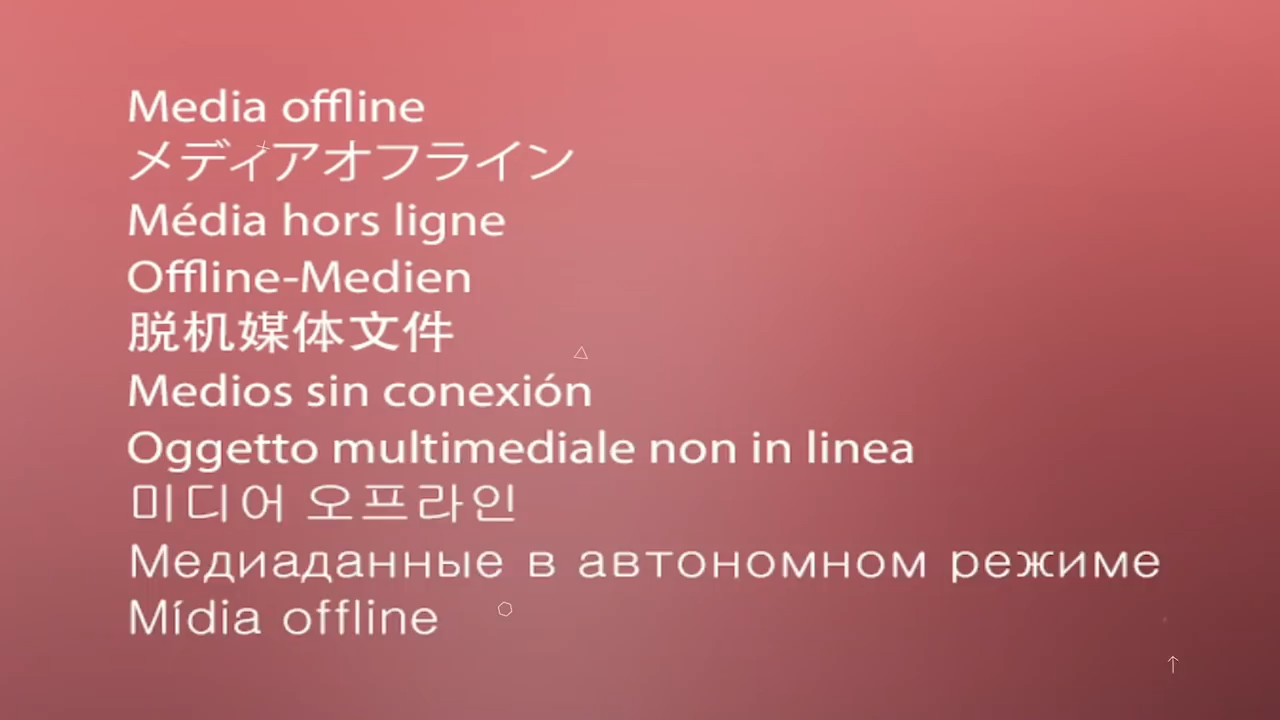 Media offline
メディアオフライン
Média hors ligne
Offline-Medien
脱机媒体文件
Medios sin conexión
Oggetto multimediale non in linea
미디어 오프라인
Медиаданные в автономном режиме
Mídia offline